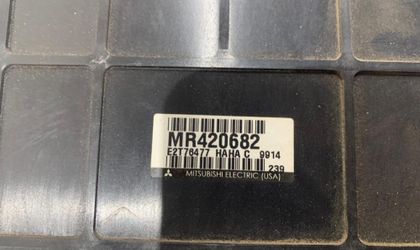 MR420682
E2T76477 HAHA C 9914
239
MITSUBISHI ELECTRIC (USA)